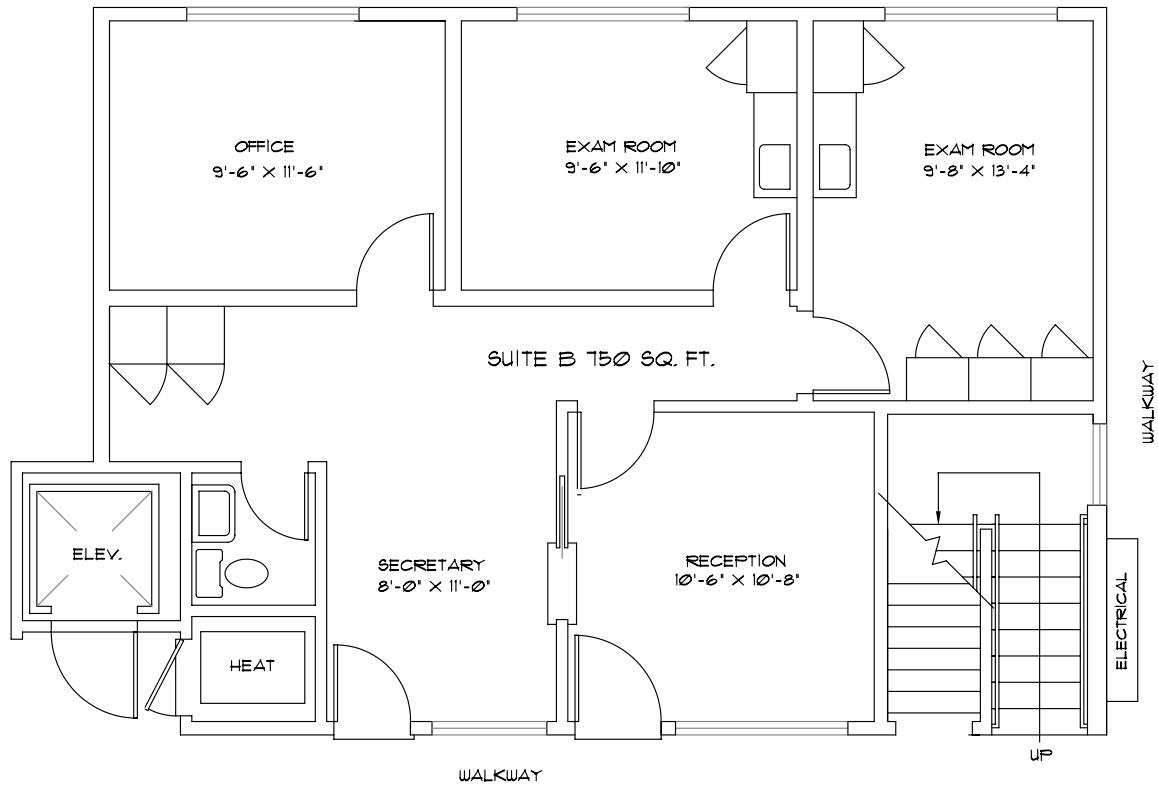 OFFICE
9'-6" X 11'-6"
EXAM ROOM
9'-6" X 11'-10"
EXAM ROOM
9'-8" X 13'-4"
SUITE B 750 SQ. FT.
WALKWAY
ELEV.
SECRETARY
8'-0" X 11'-0"
RECEPTION
10'-6" X 10'-8"
ELECTRICAL
HEAT
UP
WALKWAY